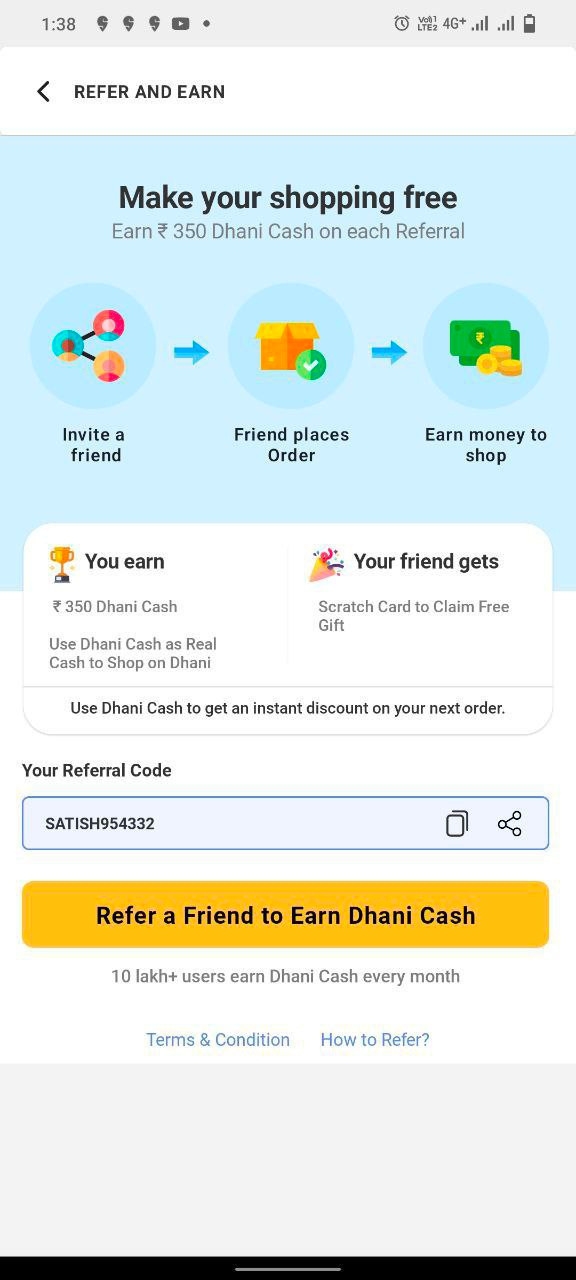 1:38
Vo))1 LTE2 4G+
REFER AND EARN
Make your shopping free
Earn ₹ 350 Dhani Cash on each Referral
Invite a friend
Friend places Order
Earn money to shop
You earn
₹ 350 Dhani Cash
Use Dhani Cash as Real
Cash to Shop on Dhani
Your friend gets
Scratch Card to Claim Free
Gift
Use Dhani Cash to get an instant discount on your next order.
Your Referral Code
SATISH954332
Refer a Friend to Earn Dhani Cash
10 lakh+ users earn Dhani Cash every month
Terms & Condition How to Refer?